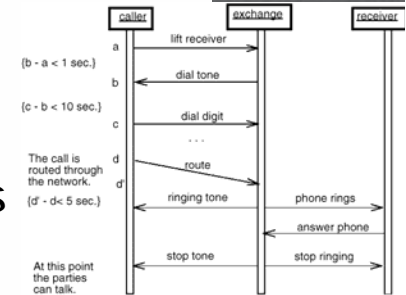 caller exchange receiver
a lift receiver
{b - a < 1 sec.}
b dial tone
{c - b < 10 sec.}
c dial digit
. . .
The call is
routed through
the network.
d route
d'
{d' - d< 5 sec.}
s
ringing tone phone rings
answer phone
stop tone stop ringing
At this point
the parties
can talk.